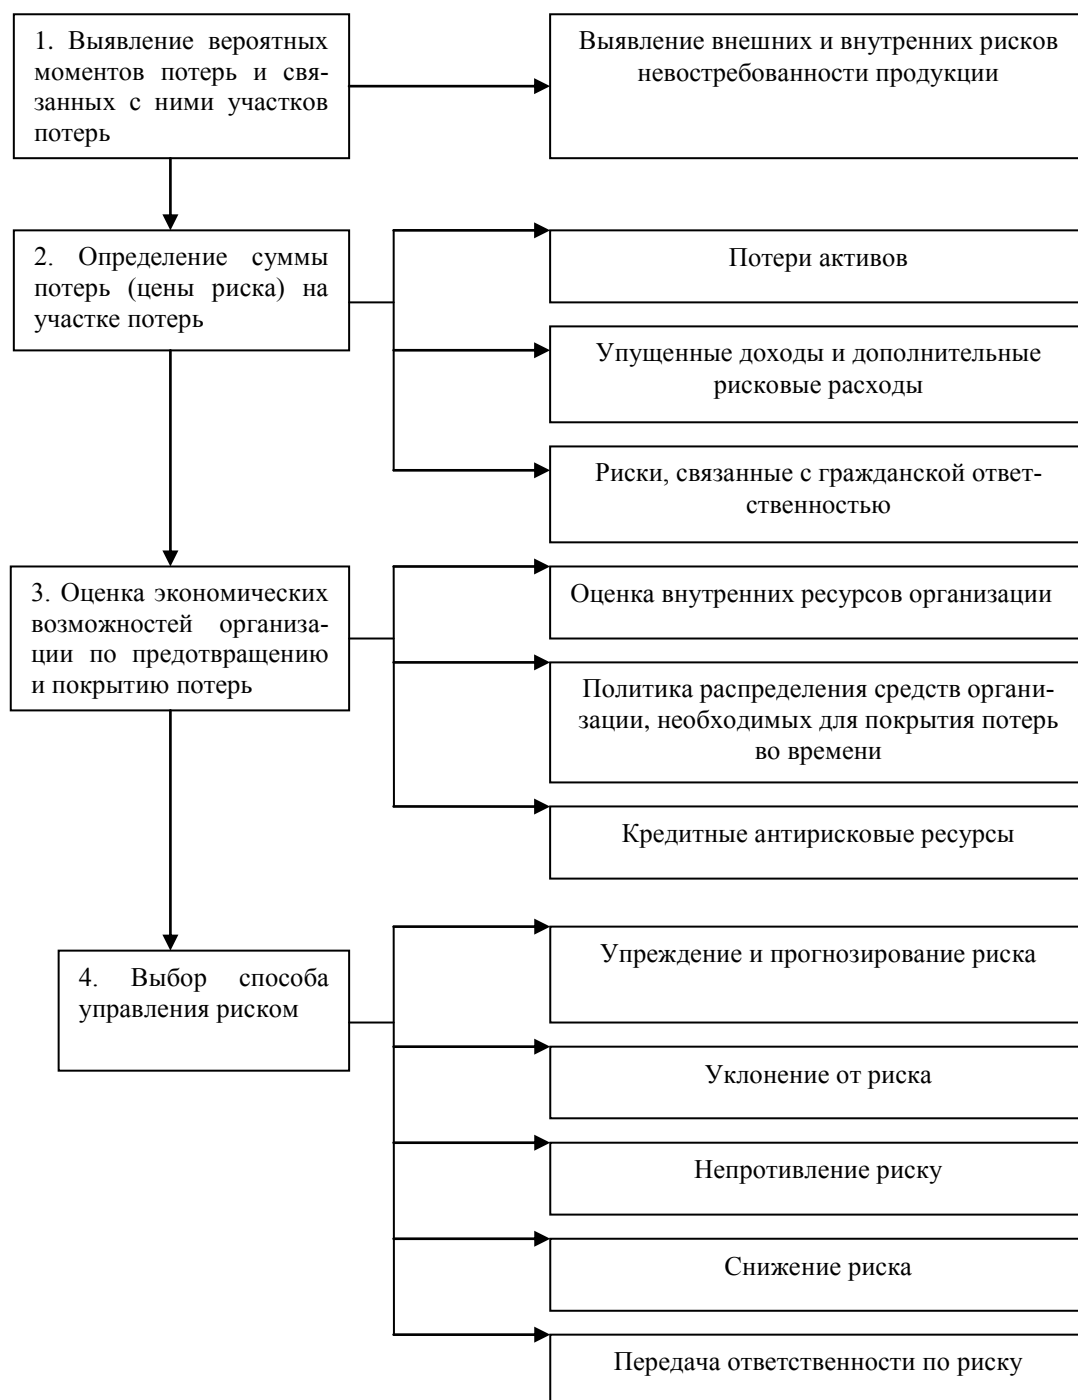 1. Выявление вероятных
моментов потерь и свя-
занных с ними участков
потерь
Выявление внешних и внутренних рисков
невостребованности продукции
2. Определение суммы
потерь (цены риска) на
участке потерь
Потери активов
Упущенные доходы и дополнительные
рисковые расходы
Риски, связанные с гражданской ответ-
ственностью
3. Оценка экономических
возможностей организа-
ции по предотвращению
и покрытию потерь
Оценка внутренних ресурсов организации
Политика распределения средств органи-
зации, необходимых для покрытия потерь
во времени
Кредитные антирисковые ресурсы
4. Выбор способа
управления риском
Упреждение и прогнозирование риска
Уклонение от риска
Непротивление риску
Снижение риска
Передача ответственности по риску